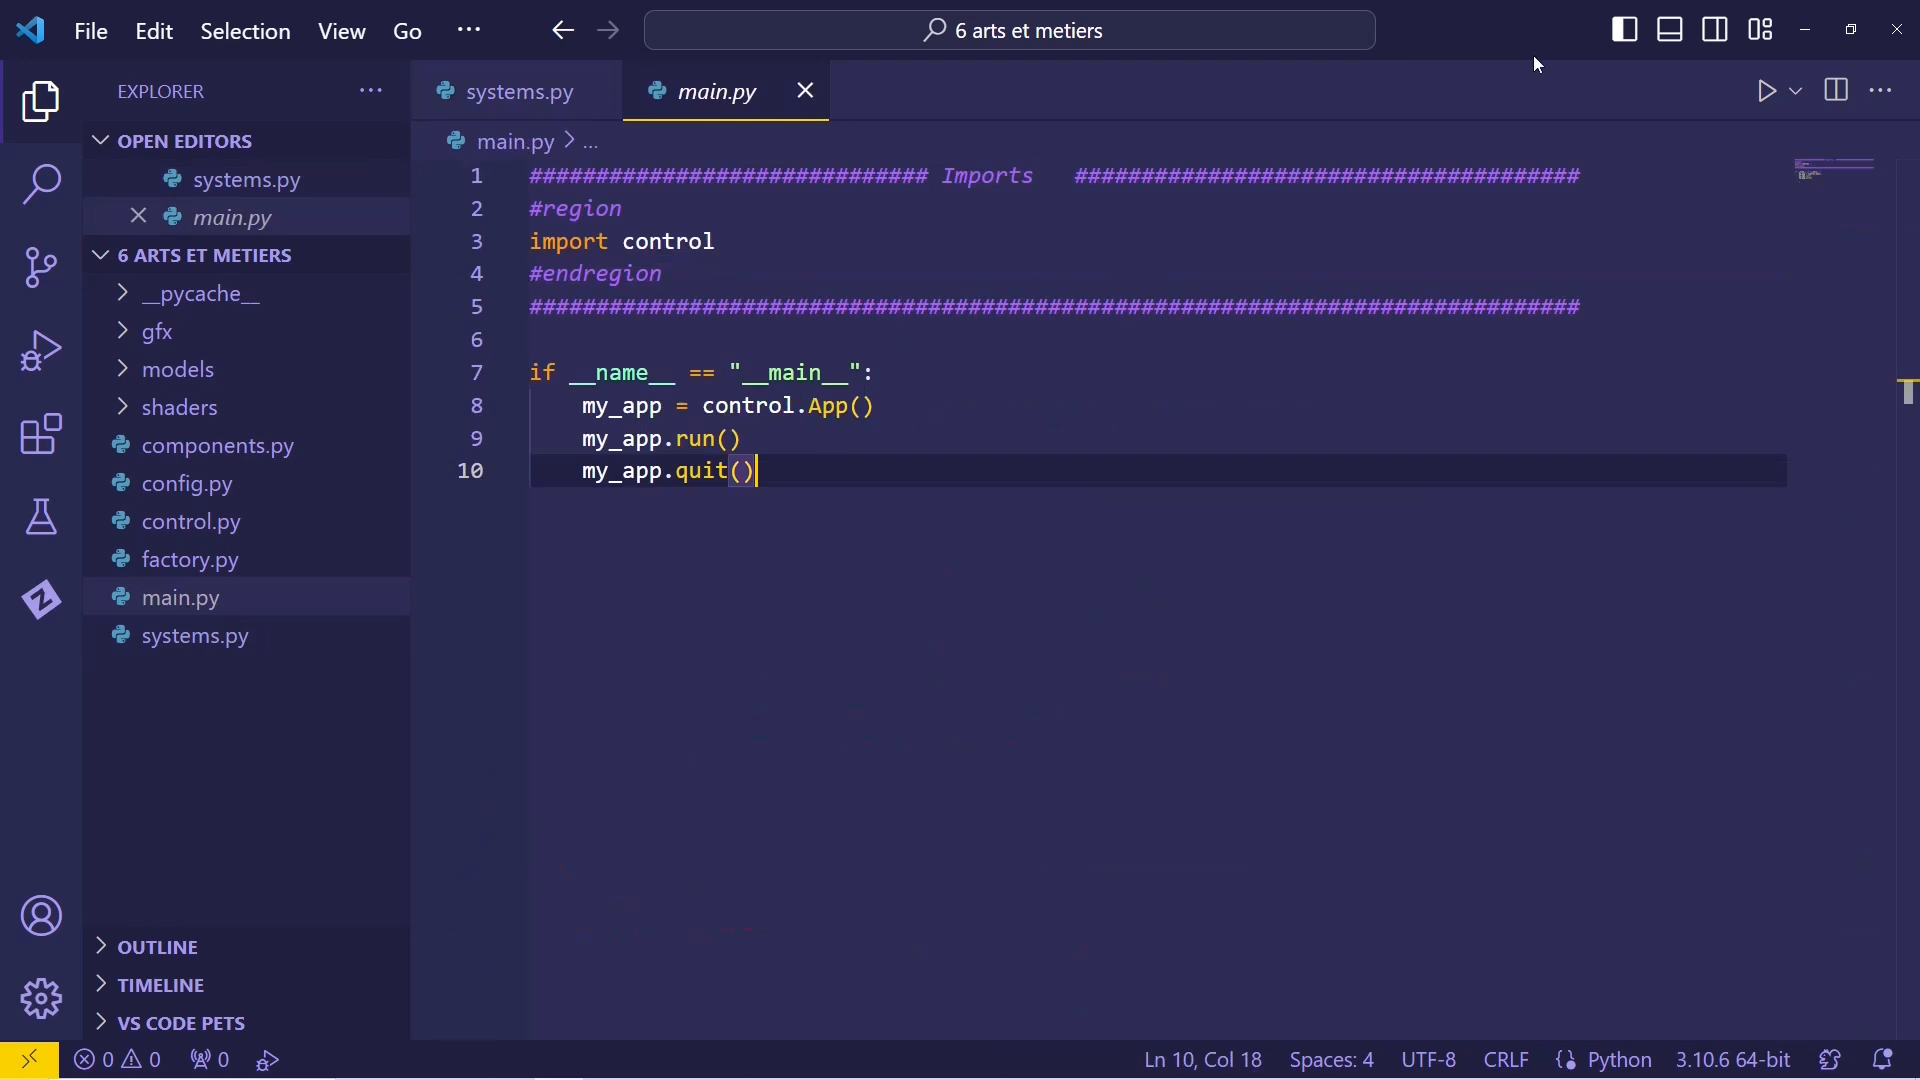 File Edit Selection View Go ··· 6 arts et metiers
EXPLORER ···
systems.py main.py
OPEN EDITORS
main.py > ...
systems.py
main.py
6 ARTS ET METIERS
__pycache__
gfx
models
shaders
components.py
config.py
control.py
factory.py
main.py
systems.py
1 ############################## Imports ######################################
2 #region
3 import control
4 #endregion
5 ###############################################################################
6
7 if __name__ == "__main__":
8 my_app = control.App()
9 my_app.run()
10 my_app.quit()
OUTLINE
TIMELINE
VS CODE PETS
0 0 0 Ln 10, Col 18 Spaces: 4 UTF-8 CRLF Python 3.10.6 64-bit